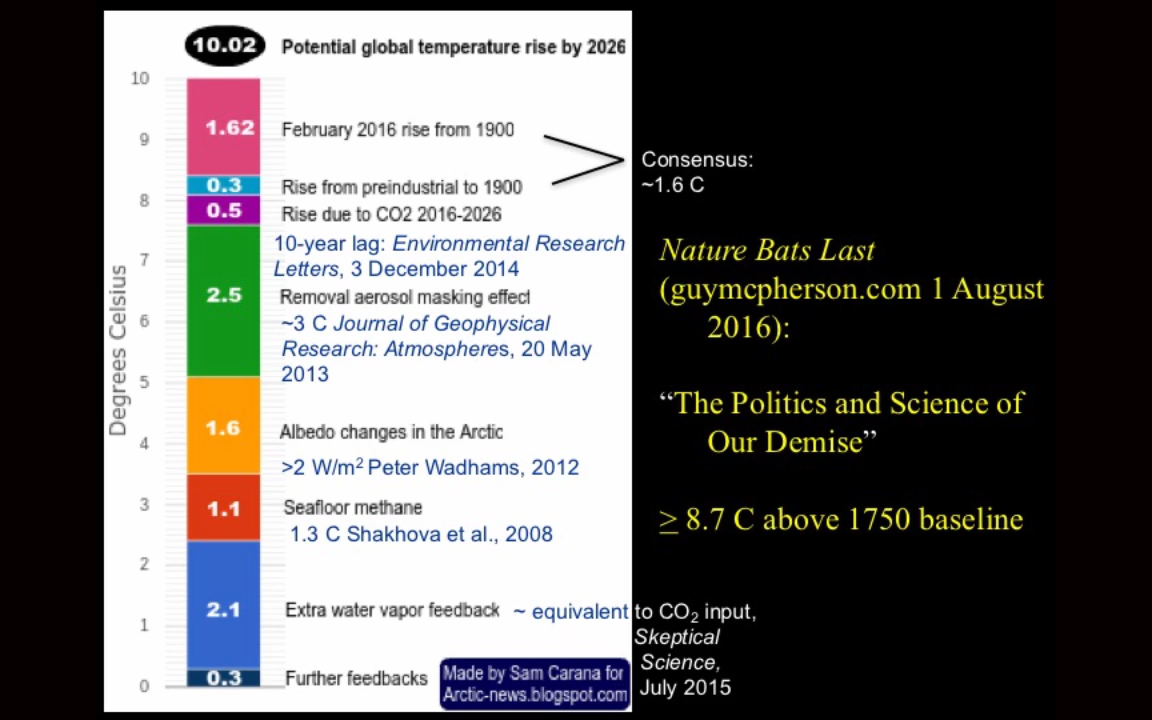 10.02 Potential global temperature rise by 2026
10
9
8
7
6
5
4
3
2
1
0
Degrees Celsius
1.62 February 2016 rise from 1900
0.3 Rise from preindustrial to 1900
0.5 Rise due to CO2 2016-2026
10-year lag: Environmental Research
Letters, 3 December 2014
2.5 Removal aerosol masking effect
~3 C Journal of Geophysical
Research: Atmospheres, 20 May
2013
1.6 Albedo changes in the Arctic
>2 W/m² Peter Wadhams, 2012
1.1 Seafloor methane
1.3 C Shakhova et al., 2008
2.1 Extra water vapor feedback ~ equivalent to CO₂ input,
Skeptical
Science,
July 2015
0.3 Further feedbacks
Made by Sam Carana for
Arctic-news.blogspot.com
Consensus:
~1.6 C
Nature Bats Last
(guymcpherson.com 1 August
2016):
“The Politics and Science of
Our Demise”
≥ 8.7 C above 1750 baseline